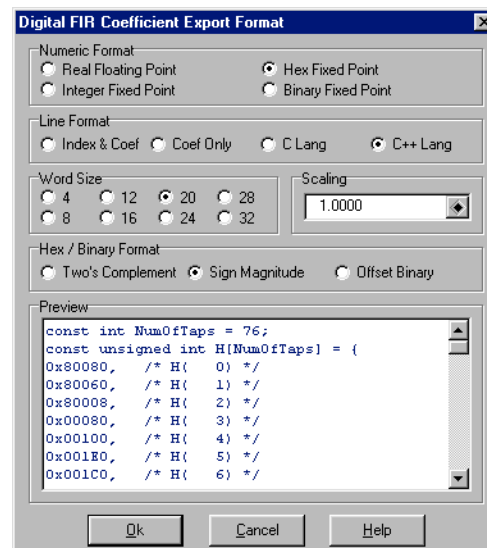 Digital FIR Coefficient Export Format
Numeric Format
Real Floating Point Hex Fixed Point
Integer Fixed Point Binary Fixed Point
Line Format
Index & Coef Coef Only C Lang C++ Lang
Word Size
4 12 20 28
8 16 24 32
Scaling
1.0000
Hex / Binary Format
Two's Complement Sign Magnitude Offset Binary
Preview
const int NumOfTaps = 76;
const unsigned int H[NumOfTaps] = {
0x80080, /* H( 0) */
0x80060, /* H( 1) */
0x80008, /* H( 2) */
0x00080, /* H( 3) */
0x00100, /* H( 4) */
0x001E0, /* H( 5) */
0x001C0, /* H( 6) */
Ok Cancel Help